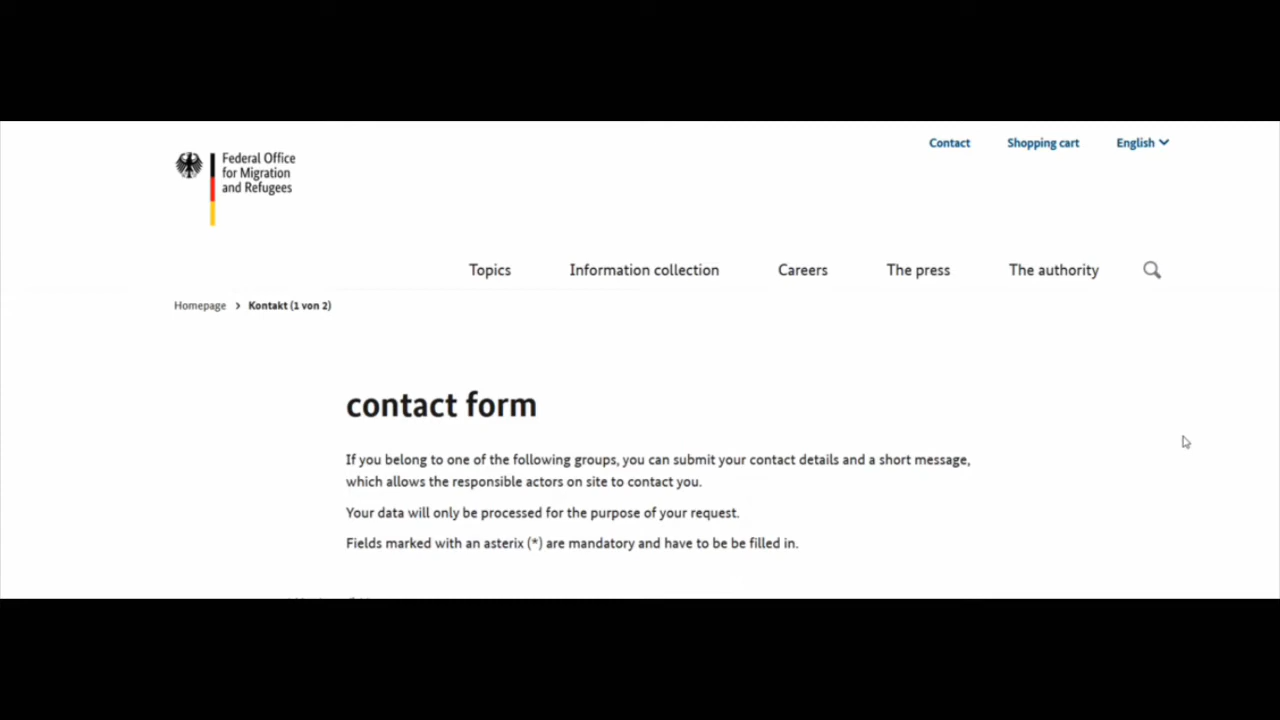 Contact Shopping cart English
Federal Office
for Migration
and Refugees
Topics Information collection Careers The press The authority
Homepage > Kontakt (1 von 2)
contact form
If you belong to one of the following groups, you can submit your contact details and a short message,
which allows the responsible actors on site to contact you.
Your data will only be processed for the purpose of your request.
Fields marked with an asterix (*) are mandatory and have to be be filled in.